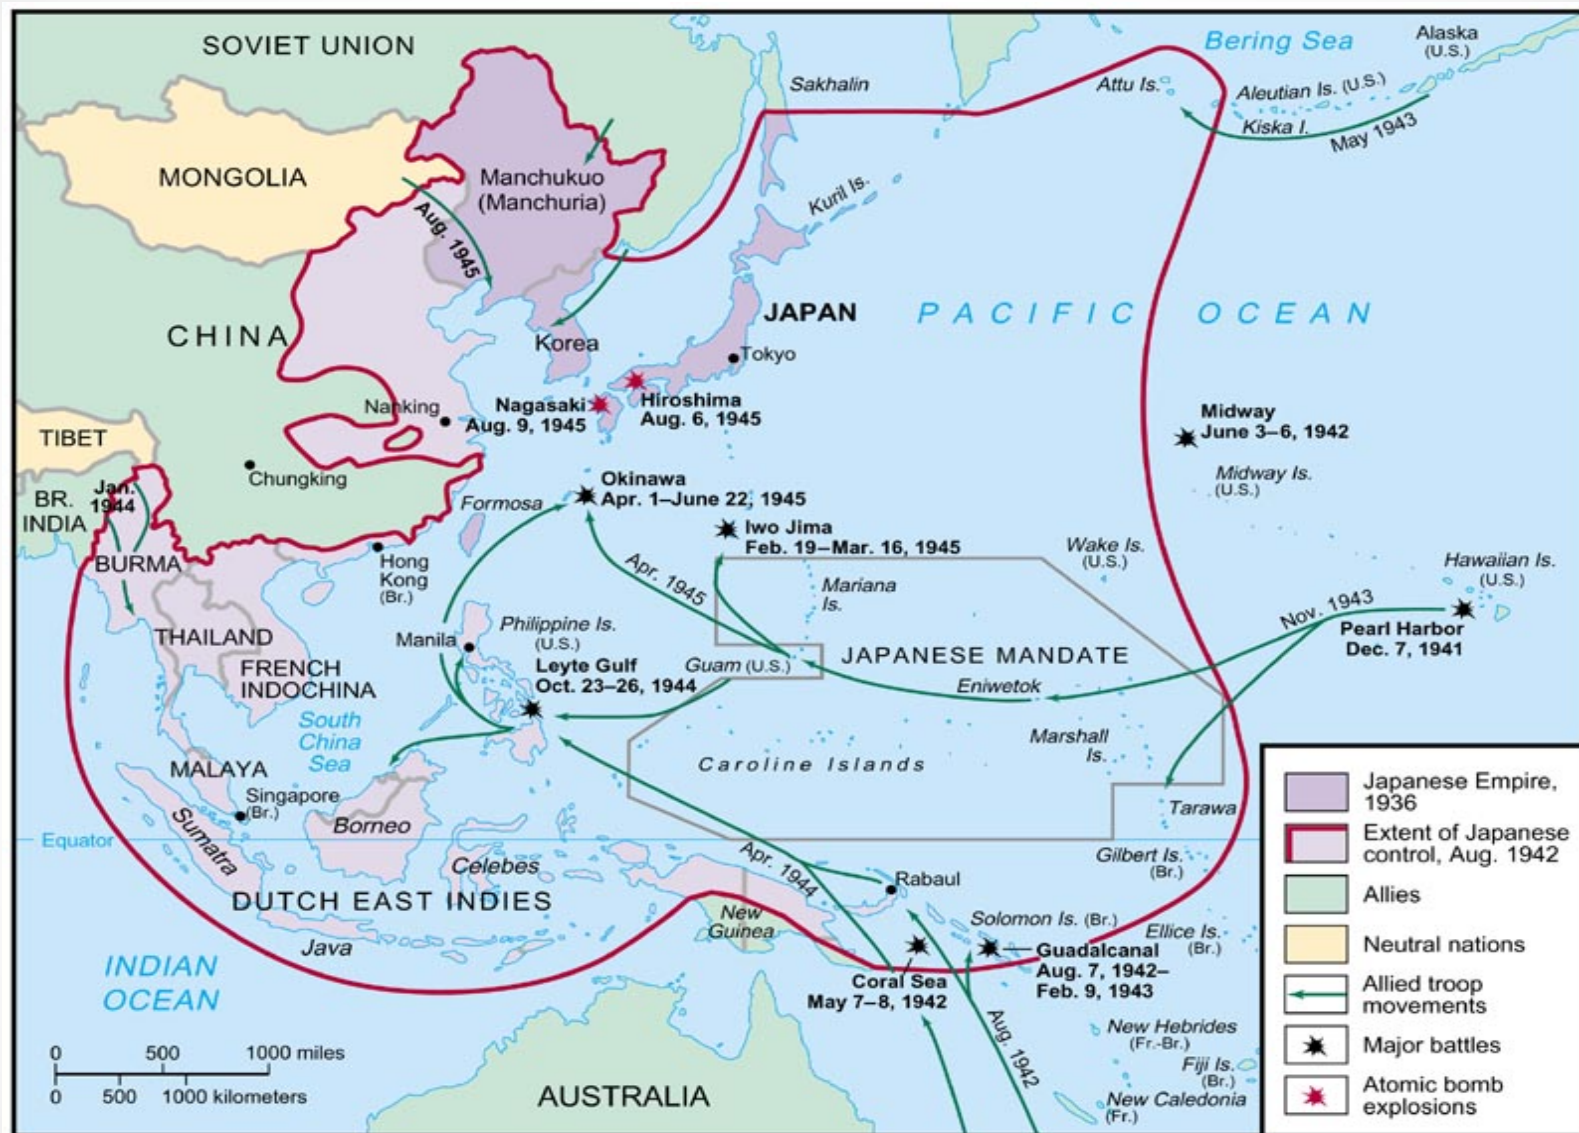 SOVIET UNION
Bering Sea
Alaska
(U.S.)
Sakhalin
Attu Is.
Aleutian Is. (U.S.)
Kiska I.
May 1943
MONGOLIA
Manchukuo
(Manchuria)
Kuril Is.
Aug. 1945
JAPAN
PACIFIC OCEAN
CHINA
Korea
Tokyo
Nanking
Nagasaki
Aug. 9, 1945
Hiroshima
Aug. 6, 1945
Midway
June 3–6, 1942
TIBET
Chungking
Midway Is.
(U.S.)
Jan.
1944
BR.
INDIA
Formosa
Okinawa
Apr. 1–June 22, 1945
Iwo Jima
Feb. 19–Mar. 16, 1945
BURMA
Hong
Kong
(Br.)
Apr. 1945
Mariana
Is.
Wake Is.
(U.S.)
Hawaiian Is.
(U.S.)
Nov. 1943
Pearl Harbor
Dec. 7, 1941
THAILAND
Manila
Philippine Is.
(U.S.)
FRENCH
INDOCHINA
Leyte Gulf
Oct. 23–26, 1944
Guam (U.S.)
JAPANESE MANDATE
Eniwetok
South
China
Sea
Marshall
Is.
Caroline Islands
MALAYA
Singapore
(Br.)
Tarawa
Sumatra
Borneo
Equator
Celebes
Apr. 1944
Gilbert Is.
(Br.)
Rabaul
DUTCH EAST INDIES
New
Guinea
Solomon Is. (Br.)
Ellice Is.
(Br.)
Java
Guadalcanal
Aug. 7, 1942–
Feb. 9, 1943
INDIAN
OCEAN
Coral Sea
May 7–8, 1942
Aug. 1942
New Hebrides
(Fr.-Br.)
Fiji Is.
(Br.)
New Caledonia
(Fr.)
AUSTRALIA
0 500 1000 miles
0 500 1000 kilometers
Japanese Empire,
1936
Extent of Japanese
control, Aug. 1942
Allies
Neutral nations
Allied troop
movements
Major battles
Atomic bomb
explosions